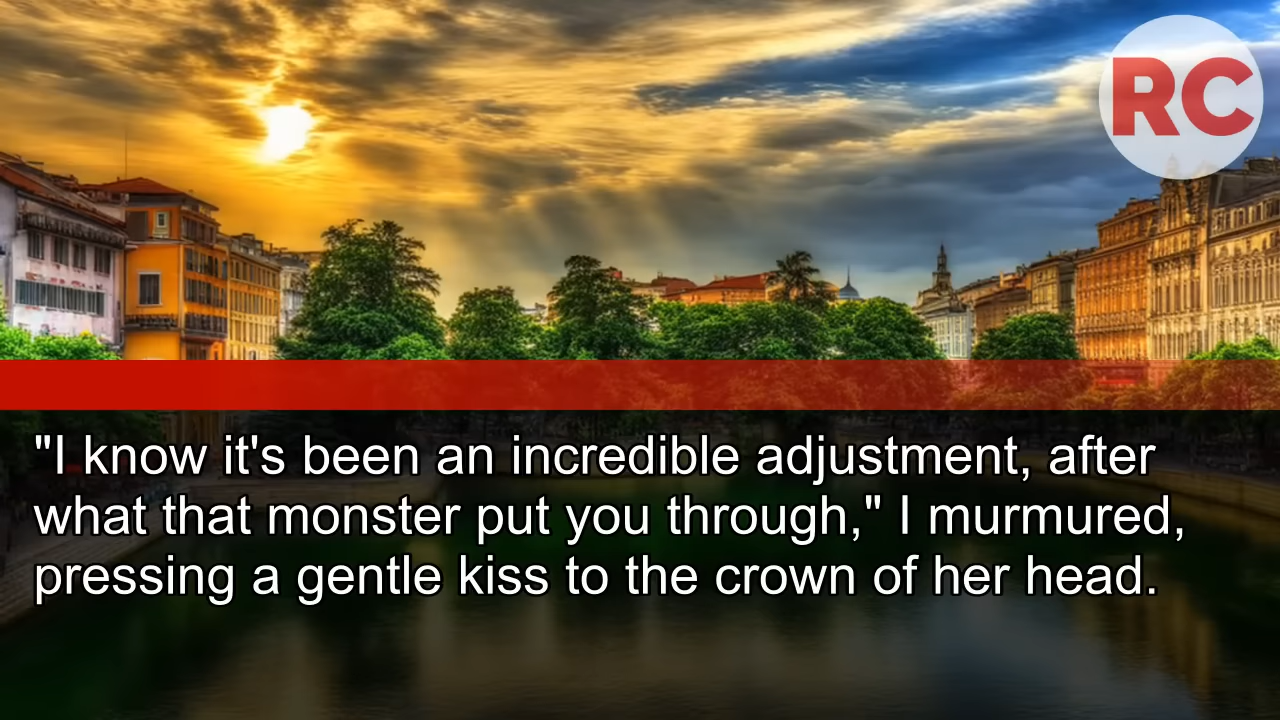 RC
"I know it's been an incredible adjustment, after
what that monster put you through," I murmured,
pressing a gentle kiss to the crown of her head.